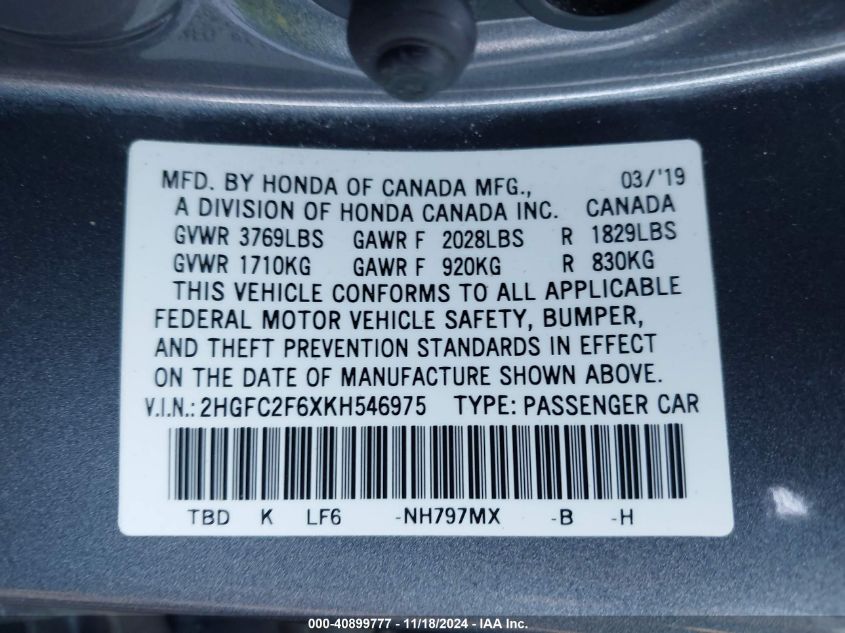 MFD. BY HONDA OF CANADA MFG., 03/'19
A DIVISION OF HONDA CANADA INC. CANADA
GVWR 3769LBS GAWR F 2028LBS R 1829LBS
GVWR 1710KG GAWR F 920KG R 830KG
THIS VEHICLE CONFORMS TO ALL APPLICABLE
FEDERAL MOTOR VEHICLE SAFETY, BUMPER,
AND THEFT PREVENTION STANDARDS IN EFFECT
ON THE DATE OF MANUFACTURE SHOWN ABOVE.
V.I.N.: 2HGFC2F6XKH546975 TYPE: PASSENGER CAR
TBD K LF6 -NH797MX -B -H
000-40899777 - 11/18/2024 - IAA Inc.